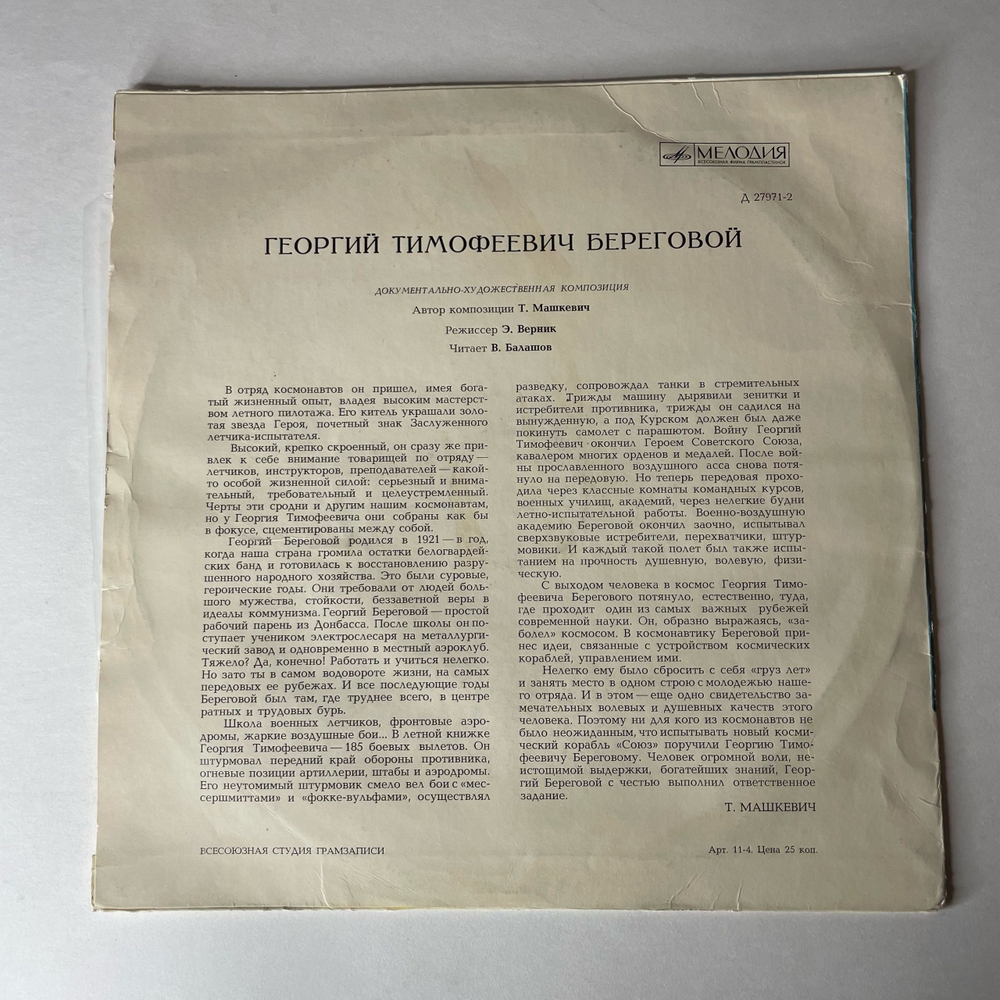 МЕЛОДИЯ
ВСЕСОЮЗНАЯ ФИРМА ГРАМПЛАСТИНОК
Д 27971-2
ГЕОРГИЙ ТИМОФЕЕВИЧ БЕРЕГОВОЙ
ДОКУМЕНТАЛЬНО-ХУДОЖЕСТВЕННАЯ КОМПОЗИЦИЯ
Автор композиции Т. Машкевич
Режиссер Э. Верник
Читает В. Балашов
В отряд космонавтов он пришел, имея бога-
тый жизненный опыт, владея высоким мастерст-
вом летного пилотажа. Его китель украшали золо-
тая звезда Героя, почетный знак Заслуженного
летчика-испытателя.
Высокий, крепко скроенный, он сразу же при-
влек к себе внимание товарищей по отряду —
летчиков, инструкторов, преподавателей — какой-
то особой жизненной силой: серьезный и внима-
тельный, требовательный и целеустремленный.
Черты эти сродни и другим нашим космонавтам,
но у Георгия Тимофеевича они собраны как бы
в фокусе, сцементированы между собой.
Георгий Береговой родился в 1921 — в год,
когда наша страна громила остатки белогвардей-
ских банд и готовилась к восстановлению разру-
шенного народного хозяйства. Это были суровые,
героические годы. Они требовали от людей боль-
шого мужества, стойкости, беззаветной веры в
идеалы коммунизма. Георгий Береговой — простой
рабочий парень из Донбасса. После школы он по-
ступает учеником электрослесаря на металлурги-
ческий завод и одновременно в местный аэроклуб.
Тяжело? Да, конечно! Работать и учиться нелегко.
Но зато ты в самом водовороте жизни, на самых
передовых ее рубежах. И все последующие годы
Береговой был там, где труднее всего, в центре
ратных и трудовых бурь.
Школа военных летчиков, фронтовые аэро-
дромы, жаркие воздушные бои... В летной книжке
Георгия Тимофеевича — 185 боевых вылетов. Он
штурмовал передний край обороны противника,
огневые позиции артиллерии, штабы и аэродромы.
Его неутомимый штурмовик смело вел бои с «мес-
сершмиттами» и «фокке-вульфами», осуществлял
разведку, сопровождал танки в стремительных
атаках. Трижды машину дырявили зенитки и
истребители противника, трижды он садился на
вынужденную, а под Курском должен был даже
покинуть самолет с парашютом. Войну Георгий
Тимофеевич окончил Героем Советского Союза,
кавалером многих орденов и медалей. После вой-
ны прославленного воздушного асса снова потя-
нуло на передовую. Но теперь передовая прохо-
дила через классные комнаты командных курсов,
военных училищ, академий, через нелегкие будни
летно-испытательной работы. Военно-воздушную
академию Береговой окончил заочно, испытывал
сверхзвуковые истребители, перехватчики, штур-
мовики. И каждый такой полет был также испы-
танием на прочность душевную, волевую, физи-
ческую.
С выходом человека в космос Георгия Тимо-
феевича Берегового потянуло, естественно, туда,
где проходит один из самых важных рубежей
современной науки. Он, образно выражаясь, «за-
болел» космосом. В космонавтику Береговой при-
нес идеи, связанные с устройством космических
кораблей, управлением ими.
Нелегко ему было сбросить с себя «груз лет»
и занять место в одном строю с молодежью наше-
го отряда. И в этом — еще одно свидетельство за-
мечательных волевых и душевных качеств этого
человека. Поэтому ни для кого из космонавтов не
было неожиданным, что испытывать новый косми-
ческий корабль «Союз» поручили Георгию Тимо-
феевичу Береговому. Человек огромной воли, не-
истощимой выдержки, богатейших знаний, Геор-
гий Береговой с честью выполнил ответственное
задание.
Т. МАШКЕВИЧ
ВСЕСОЮЗНАЯ СТУДИЯ ГРАМЗАПИСИ
Арт. 11-4. Цена 25 коп.